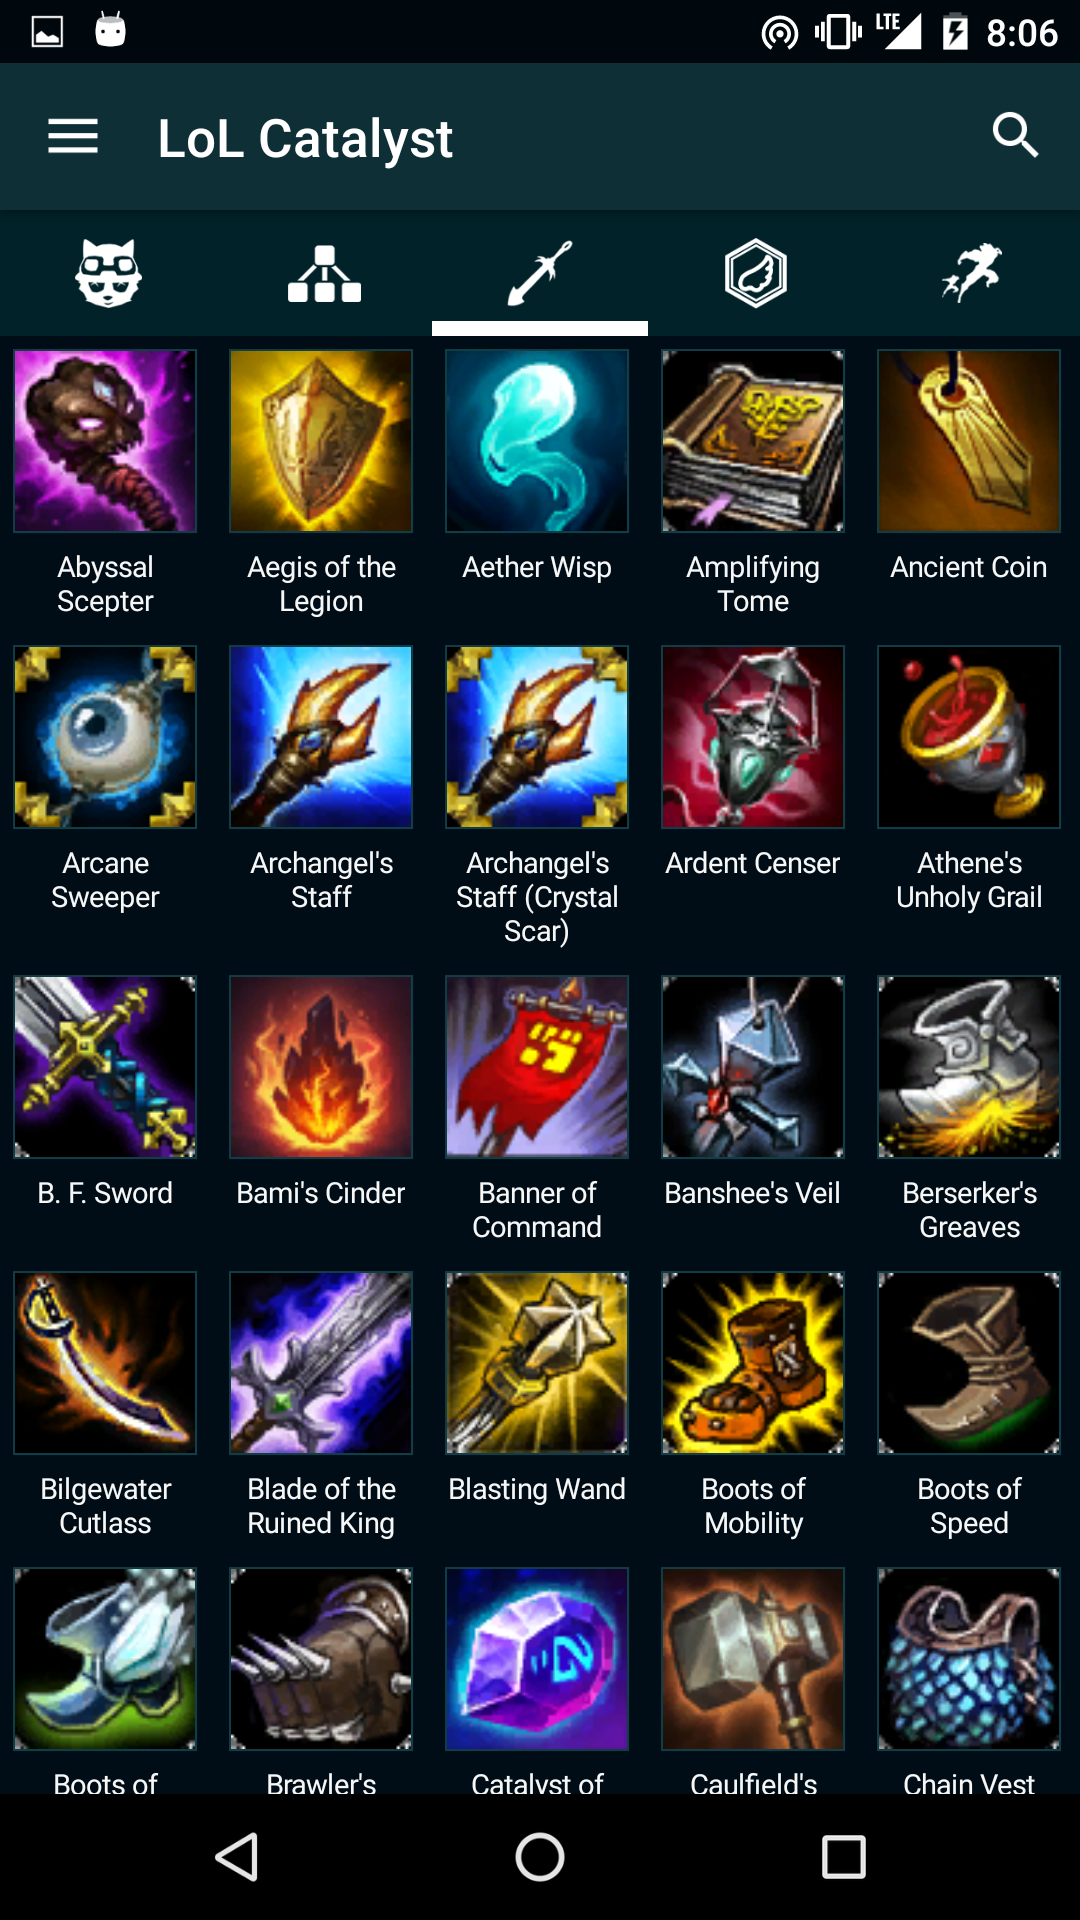 LTE 8:06
LoL Catalyst
Abyssal
Scepter
Aegis of the
Legion
Aether Wisp
Amplifying
Tome
Ancient Coin
Arcane
Sweeper
Archangel's
Staff
Archangel's
Staff (Crystal
Scar)
Ardent Censer
Athene's
Unholy Grail
B. F. Sword
Bami's Cinder
Banner of
Command
Banshee's Veil
Berserker's
Greaves
Bilgewater
Cutlass
Blade of the
Ruined King
Blasting Wand
Boots of
Mobility
Boots of
Speed
Boots of
Brawler's
Catalyst of
Caulfield's
Chain Vest